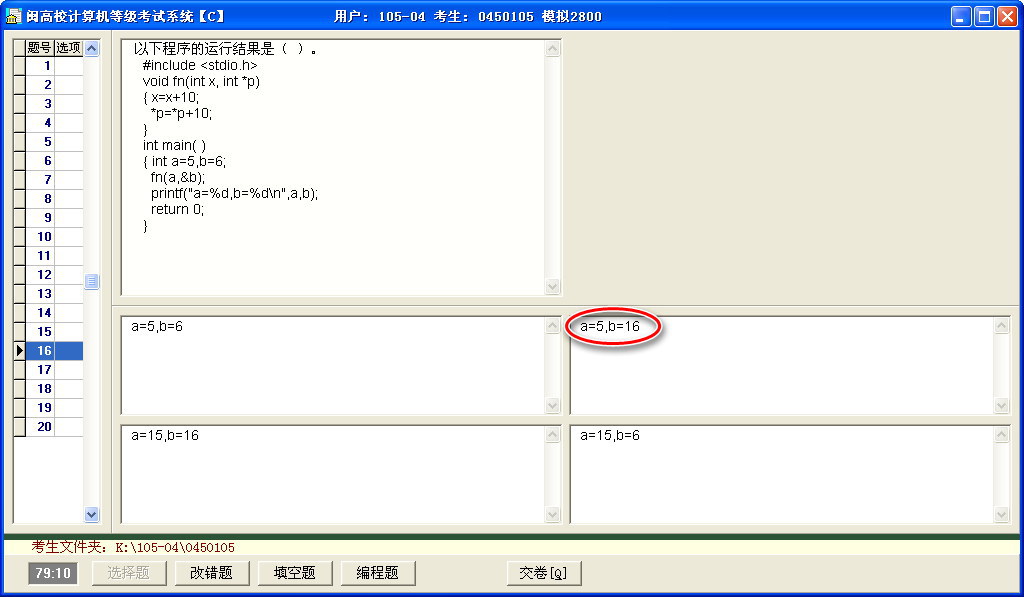 闽高校计算机等级考试系统【C】 用户: 105-04 考生: 0450105 模拟2800
题号 选项
1
2
3
4
5
6
7
8
9
10
11
12
13
14
15
16
17
18
19
20
以下程序的运行结果是（ ）。
#include <stdio.h>
void fn(int x, int *p)
{ x=x+10;
*p=*p+10;
}
int main( )
{ int a=5,b=6;
fn(a,&b);
printf("a=%d,b=%d\n",a,b);
return 0;
}
a=5,b=6
a=5,b=16
a=15,b=16
a=15,b=6
考生文件夹: K:\105-04\0450105
79:10 选择题 改错题 填空题 编程题 交卷[Q]